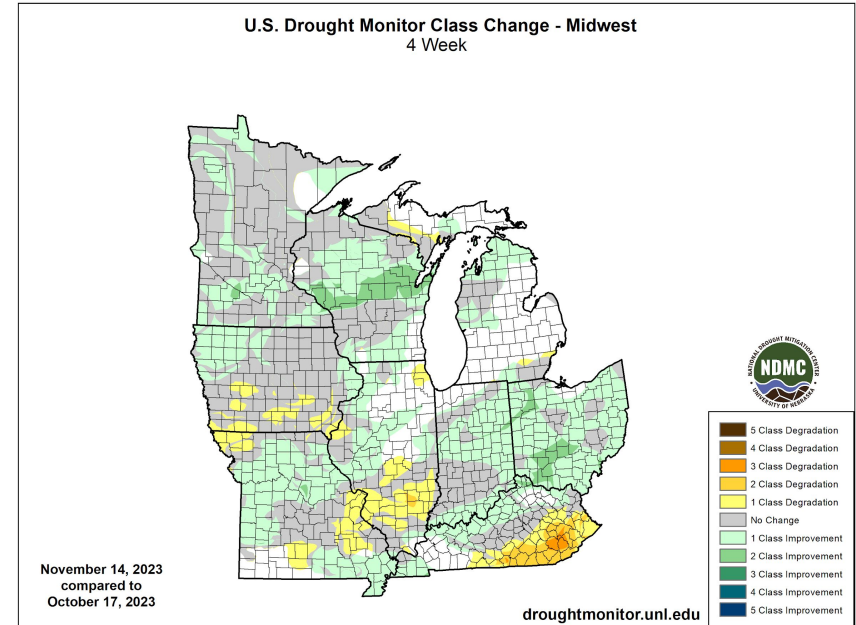 U.S. Drought Monitor Class Change - Midwest
4 Week
NATIONAL DROUGHT MITIGATION CENTER
NDMC
UNIVERSITY OF NEBRASKA
5 Class Degradation
4 Class Degradation
3 Class Degradation
2 Class Degradation
1 Class Degradation
No Change
1 Class Improvement
2 Class Improvement
3 Class Improvement
4 Class Improvement
5 Class Improvement
November 14, 2023
compared to
October 17, 2023
droughtmonitor.unl.edu